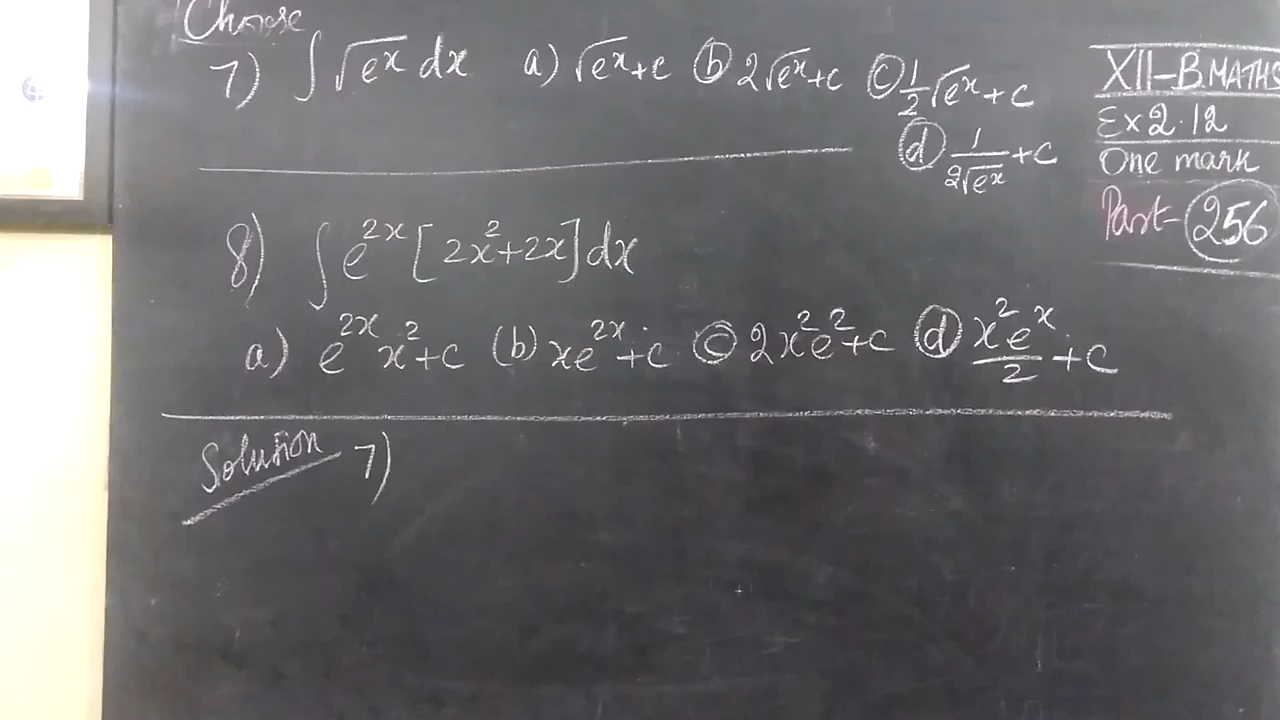 Choose
7) ∫√eˣ dx a) √eˣ+c (b) 2√eˣ+c (c) 1/2 √eˣ+c
(d) 1/(2√eˣ)+c
8) ∫e²ˣ[2x²+2x]dx
a) e²ˣx²+c (b) xe²ˣ+c (c) 2x²e²+c (d) x²eˣ/2+c
Solution 7)
XII-B.MATHS
Ex 2.12
One mark
Part-256